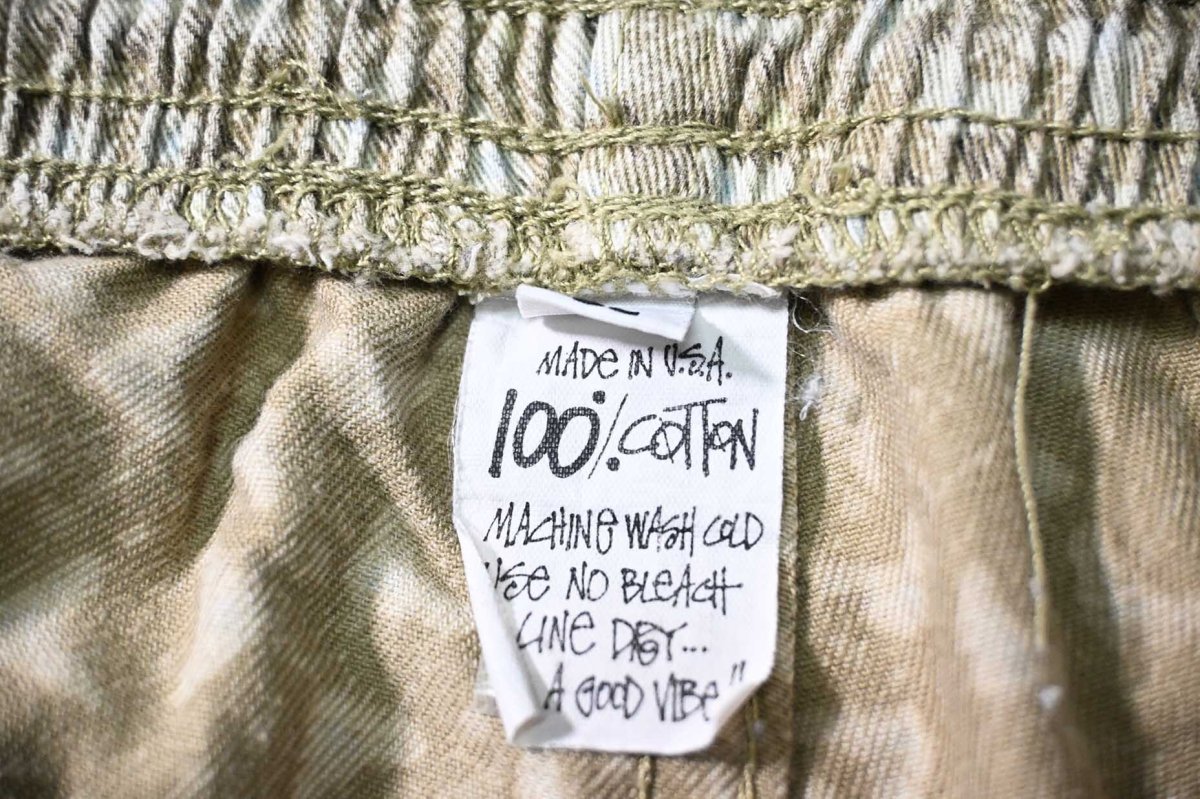 MADE IN U.S.A.
100% COTTON
MACHINE WASH COLD
USE NO BLEACH
LINE DRY...
A GOOD VIBE"